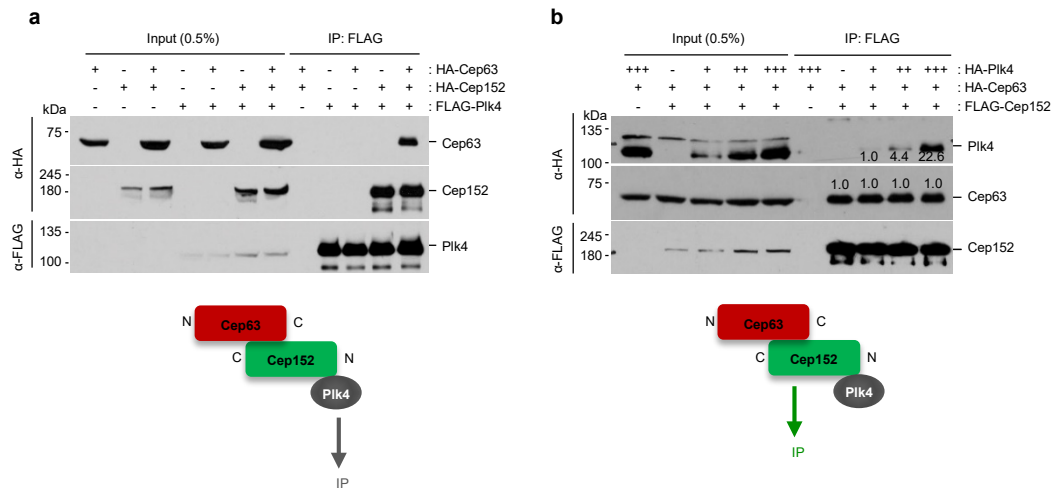 a
Input (0.5%) IP: FLAG
+ - + - + - + + - + - + : HA-Cep63
- + + - - + + + - - + + : HA-Cep152
- - - + + + + - + + + + : FLAG-Plk4
kDa
α-HA
75 -
Cep63
245 -
180 -
Cep152
α-FLAG
135 -
Plk4
100 -
N Cep63 C
C Cep152 N
Plk4
IP
b
Input (0.5%) IP: FLAG
+++ - + ++ +++ +++ - + ++ +++ : HA-Plk4
+ + + + + + + + + + : HA-Cep63
- + + + + - + + + + : FLAG-Cep152
kDa
α-HA
135 -
Plk4
100 -
1.0 4.4 22.6
75 -
1.0 1.0 1.0 1.0
Cep63
α-FLAG
245 -
Cep152
180 -
N Cep63 C
C Cep152 N
Plk4
IP